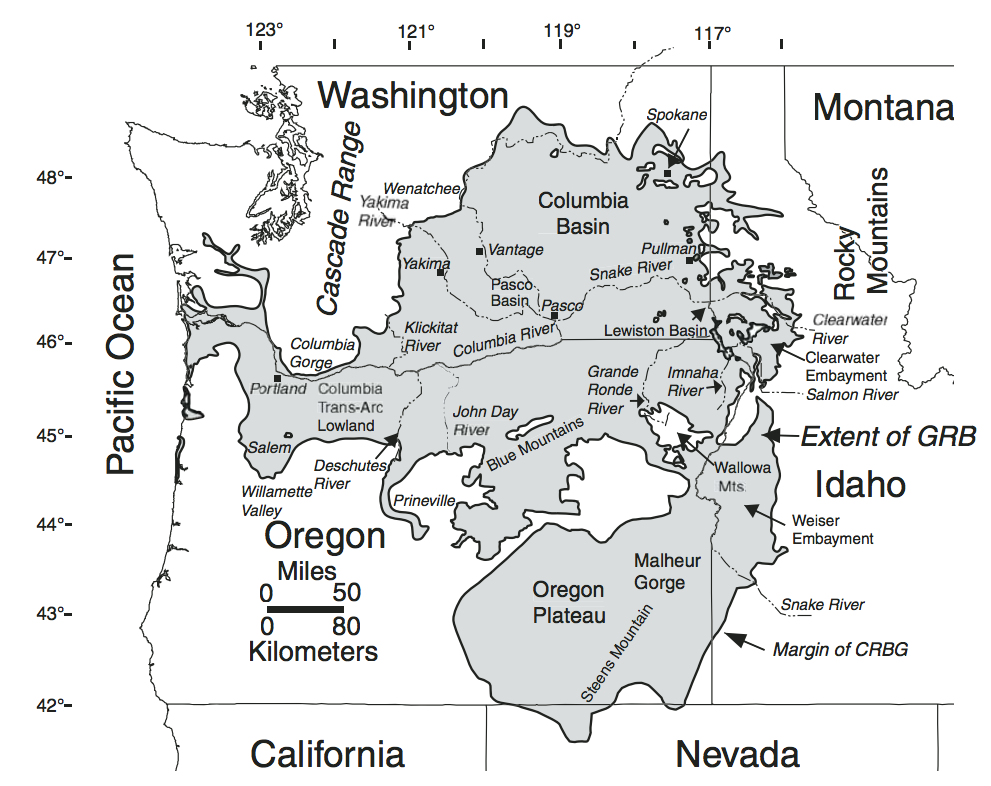 123°
121°
119°
117°
Washington
Montana
Spokane
48°
Cascade Range
Wenatchee
Yakima
River
Columbia
Basin
Rocky
Mountains
47°
Vantage
Pullman
Yakima
Snake River
Pasco
Basin
Pasco
Pacific Ocean
Klickitat
River
Columbia River
Lewiston Basin
Clearwater
River
46°
Columbia
Gorge
Clearwater
Embayment
Grande
Ronde
River
Imnaha
River
Salmon River
Portland
Columbia
Trans-Arc
Lowland
John Day
River
Blue Mountains
45°
Extent of GRB
Salem
Deschutes
River
Wallowa
Mts.
Idaho
Willamette
Valley
Prineville
44°
Oregon
Weiser
Embayment
Miles
0 50
Malheur
Gorge
Oregon
Plateau
43°
Snake River
0 80
Kilometers
Steens Mountain
Margin of CRBG
42°
California
Nevada